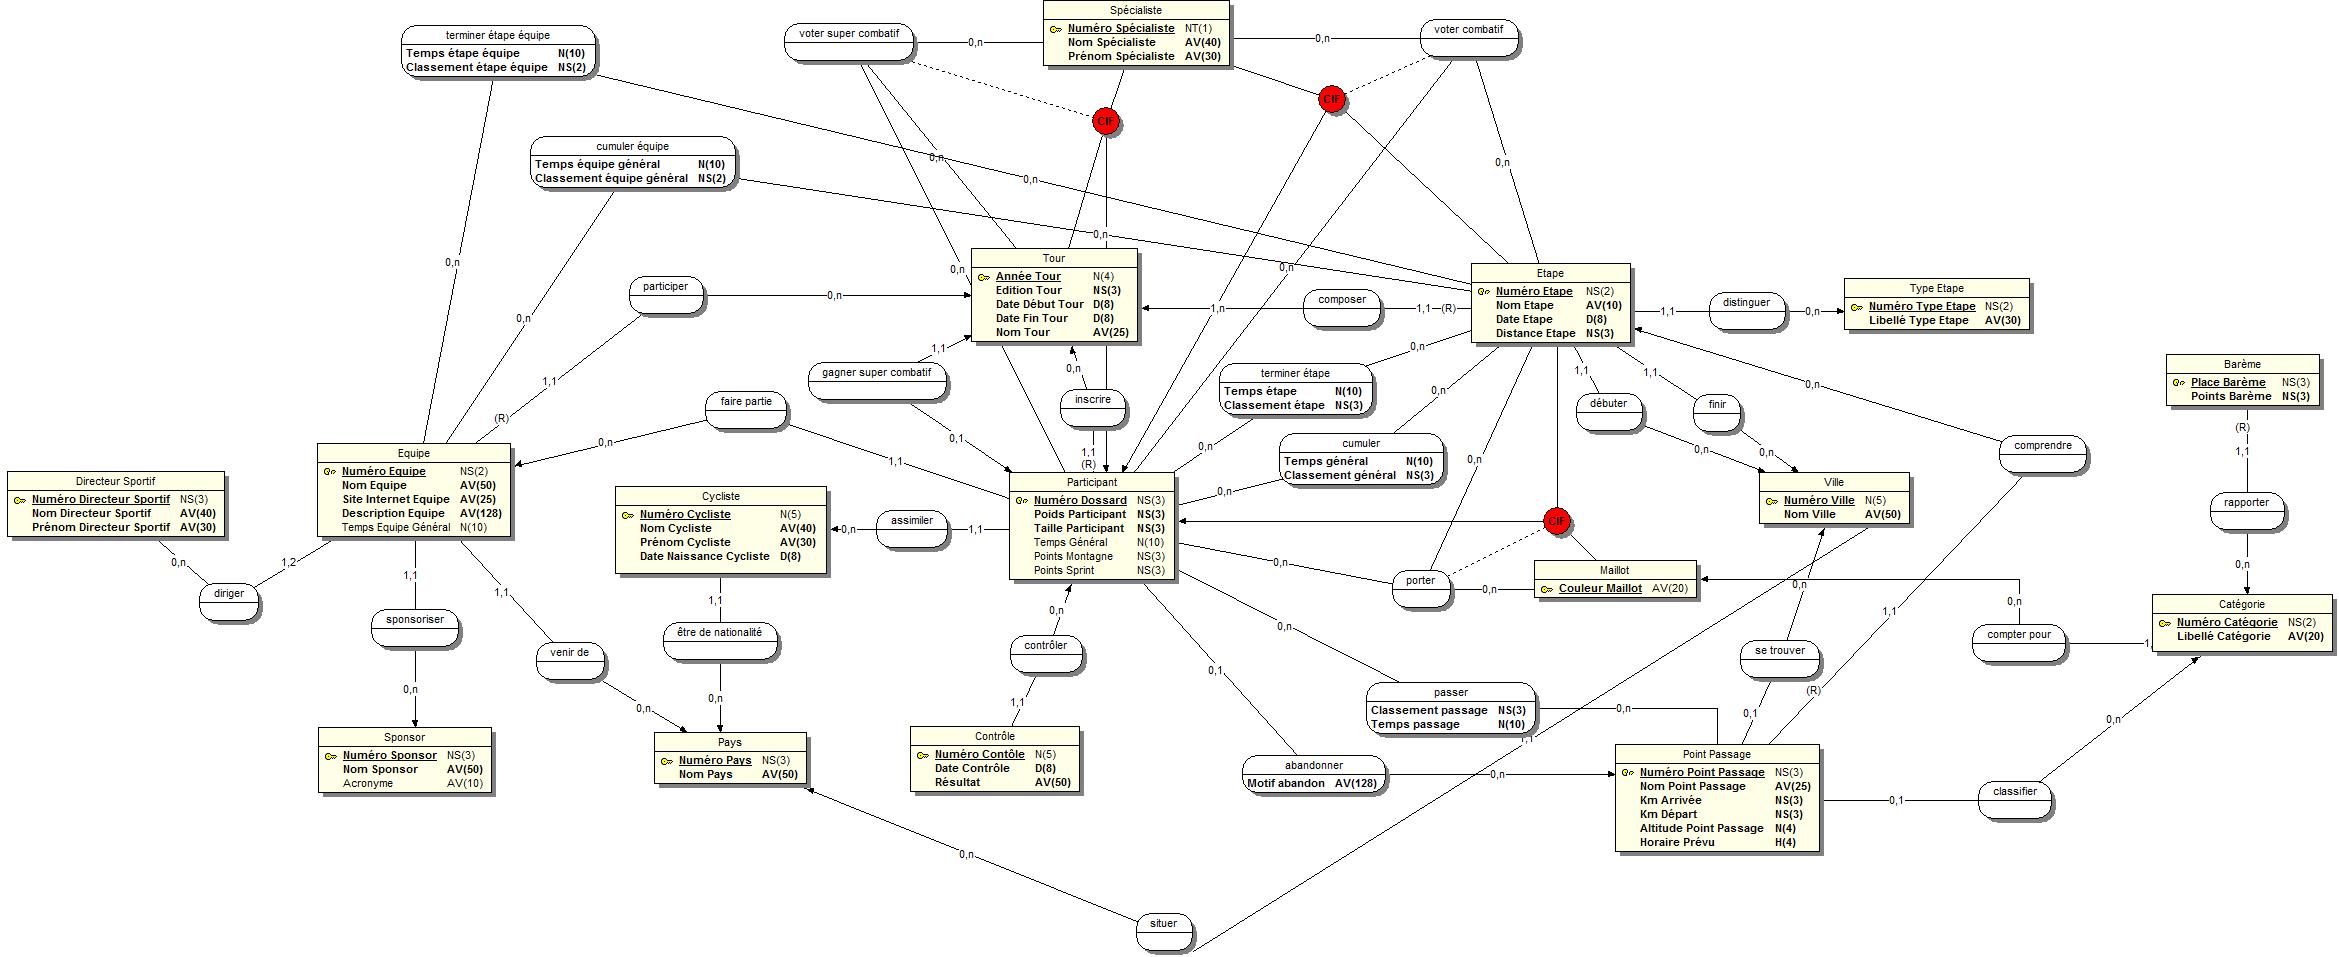 Spécialiste
Numéro Spécialiste NT(1)
Nom Spécialiste AV(40)
Prénom Spécialiste AV(30)
voter super combatif
0,n
0,n
voter combatif
terminer étape équipe
Temps étape équipe N(10)
Classement étape équipe NS(2)
CIF
CIF
cumuler équipe
Temps équipe général N(10)
Classement équipe général NS(2)
0,n
0,n
0,n
0,n
0,n
0,n
0,n
0,n
Tour
Année Tour N(4)
Edition Tour NS(3)
Date Début Tour D(8)
Date Fin Tour D(8)
Nom Tour AV(25)
Etape
Numéro Etape NS(2)
Nom Etape AV(10)
Date Etape D(8)
Distance Etape NS(3)
Type Etape
Numéro Type Etape NS(2)
Libellé Type Etape AV(30)
participer
0,n
1,n
composer
1,1
(R)
1,1
distinguer
0,n
0,n
1,1
(R)
gagner super combatif
1,1
0,1
0,n
inscrire
1,1
(R)
0,n
terminer étape
Temps étape N(10)
Classement étape NS(3)
0,n
0,n
cumuler
Temps général N(10)
Classement général NS(3)
0,n
0,n
1,1
débuter
0,n
1,1
finir
0,n
0,n
comprendre
Barème
Place Barème NS(3)
Points Barème NS(3)
(R)
1,1
rapporter
0,n
faire partie
0,n
1,1
Equipe
Numéro Equipe NS(2)
Nom Equipe AV(50)
Site Internet Equipe AV(25)
Description Equipe AV(128)
Temps Equipe Général N(10)
Directeur Sportif
Numéro Directeur Sportif NS(3)
Nom Directeur Sportif AV(40)
Prénom Directeur Sportif AV(30)
Cycliste
Numéro Cycliste N(5)
Nom Cycliste AV(40)
Prénom Cycliste AV(30)
Date Naissance Cycliste D(8)
0,n
assimiler
1,1
Participant
Numéro Dossard NS(3)
Poids Participant NS(3)
Taille Participant NS(3)
Temps Général N(10)
Points Montagne NS(3)
Points Sprint NS(3)
Ville
Numéro Ville N(5)
Nom Ville AV(50)
CIF
0,n
porter
0,n
0,n
Maillot
Couleur Maillot AV(20)
0,n
compter pour
1,
Catégorie
Numéro Catégorie NS(2)
Libellé Catégorie AV(20)
0,n
diriger
1,2
1,1
sponsoriser
0,n
1,1
venir de
0,n
1,1
être de nationalité
0,n
0,n
contrôler
1,1
0,n
0,1
0,n
se trouver
0,1
1,1
(R)
passer
Classement passage NS(3)
Temps passage N(10)
0,n
abandonner
Motif abandon AV(128)
0,n
Sponsor
Numéro Sponsor NS(3)
Nom Sponsor AV(50)
Acronyme AV(10)
Pays
Numéro Pays NS(3)
Nom Pays AV(50)
Contrôle
Numéro Contôle N(5)
Date Contrôle D(8)
Résultat AV(50)
Point Passage
Numéro Point Passage NS(3)
Nom Point Passage AV(25)
Km Arrivée NS(3)
Km Départ NS(3)
Altitude Point Passage N(4)
Horaire Prévu H(4)
0,1
classifier
0,n
0,n
situer